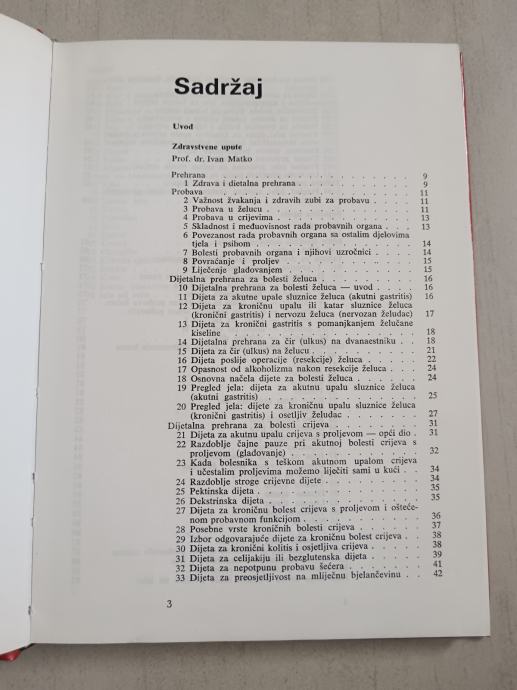 Sadržaj
Uvod
Zdravstvene upute
Prof. dr. Ivan Matko
Prehrana . . . . . . . . . . 9
1 Zdrava i dietalna prehrana . . . . . . . . . . 9
Probava . . . . . . . . . . 11
2 Važnost žvakanja i zdravih zubi za probavu . . . . . 11
3 Probava u želucu . . . . . . . . . . 11
4 Probava u crijevima . . . . . . . . . . 13
5 Skladnost i međuovisnost rada probavnih organa . . . 13
6 Povezanost rada probavnih organa sa ostalim djelovima
tjela i psihom . . . . . . . . . . 14
7 Bolesti probavnih organa i njihovi uzročnici . . . . 14
8 Povraćanje i proljev . . . . . . . . . . 15
9 Liječenje gladovanjem . . . . . . . . . . 15
Dijetalna prehrana za bolesti želuca . . . . . . . . 16
10 Dijetalna prehrana za bolesti želuca — uvod . . . . 16
11 Dijeta za akutne upale sluznice želuca (akutni gastritis) 16
12 Dijeta za kroničnu upalu ili katar sluznice želuca
(kronični gastritis) i nervozu želuca (nervozan želudac) 17
13 Dijeta za kronični gastritis s pomanjkanjem želučane
kiseline . . . . . . . . . . 18
14 Dijetalna prehrana za čir (ulkus) na dvanaestniku . . 18
15 Dijeta za čir (ulkus) na želucu . . . . . . . . 21
16 Dijeta poslije operacije (resekcije) želuca . . . . 22
17 Opasnost od alkoholizma nakon resekcije želuca . . . 24
18 Osnovna načela dijete za bolesti želuca . . . . . 24
19 Pregled jela: dijeta za akutnu upalu sluznice želuca
(akutni gastritis) . . . . . . . . . . 25
20 Pregled jela: dijete za kroničnu upalu sluznice želuca
(kronični gastritis) i osetljiv želudac . . . . . . 27
Dijetalna prehrana za bolesti crijeva . . . . . . . 31
21 Dijeta za akutnu upalu crijeva s proljevom — opći dio . 31
22 Razdoblje čajne pauze pri akutnoj bolesti crijeva s
proljevom (gladovanje) . . . . . . . . . . 32
23 Kada bolesnika s teškom akutnom upalom crijeva
i učestalim proljevima možemo liječiti sami u kući . . 34
24 Razdoblje stroge crijevne dijete . . . . . . . . 34
25 Pektinska dijeta . . . . . . . . . . 35
26 Dekstrinska dijeta . . . . . . . . . . 35
27 Dijeta za kroničnu bolest crijeva s proljevom i ošteće-
nom probavnom funkcijom . . . . . . . . . . 36
28 Posebne vrste kroničnih bolesti crijeva . . . . . . 37
29 Izbor odgovarajuće dijete za kroničnu bolest crijeva . . 38
30 Dijeta za kronični kolitis i osjetljiva crijeva . . . . 38
31 Dijeta za celijakiju ili bezglutenska dijeta . . . . . 39
32 Dijeta za nepotpunu probavu šećera . . . . . . . 41
33 Dijeta za preosjetljivost na mliječnu bjelančevinu . . 42
3